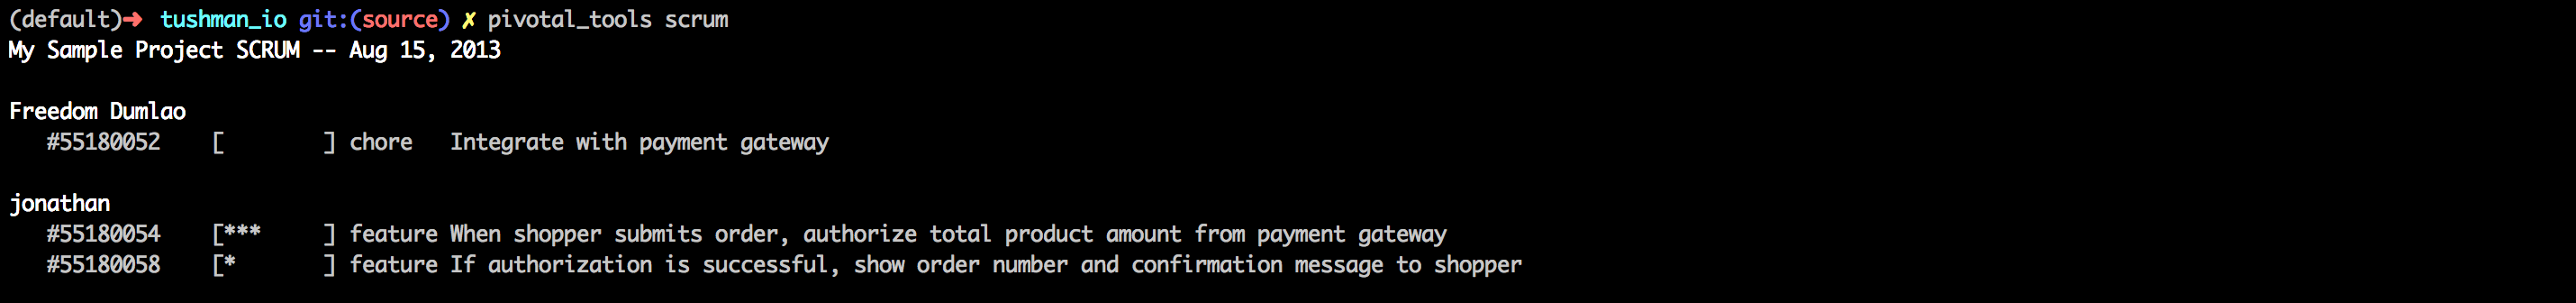 (default)➜ tushman_io git:(source) ✗ pivotal_tools scrum
My Sample Project SCRUM -- Aug 15, 2013
Freedom Dumlao
#55180052 [ ] chore Integrate with payment gateway
jonathan
#55180054 [*** ] feature When shopper submits order, authorize total product amount from payment gateway
#55180058 [* ] feature If authorization is successful, show order number and confirmation message to shopper